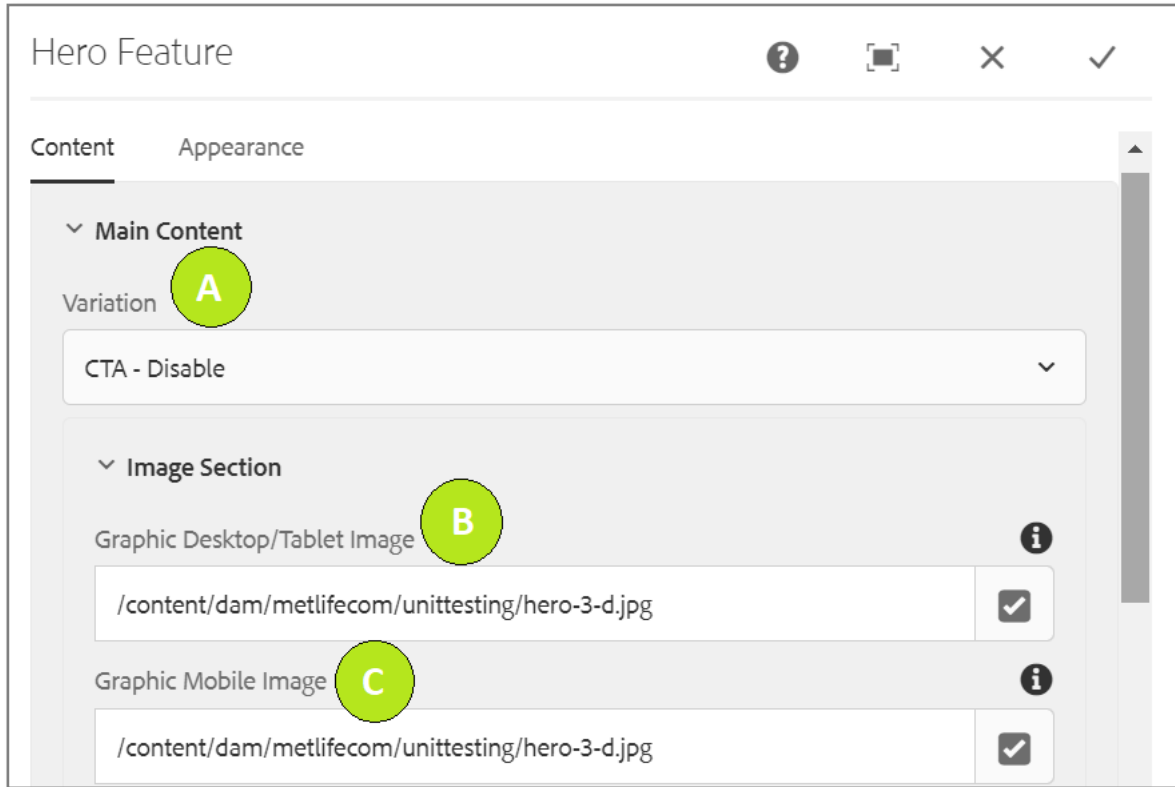 Hero Feature
Content Appearance
Main Content
A
Variation
CTA - Disable
Image Section
B
Graphic Desktop/Tablet Image
/content/dam/metlifecom/unittesting/hero-3-d.jpg
Graphic Mobile Image C
/content/dam/metlifecom/unittesting/hero-3-d.jpg